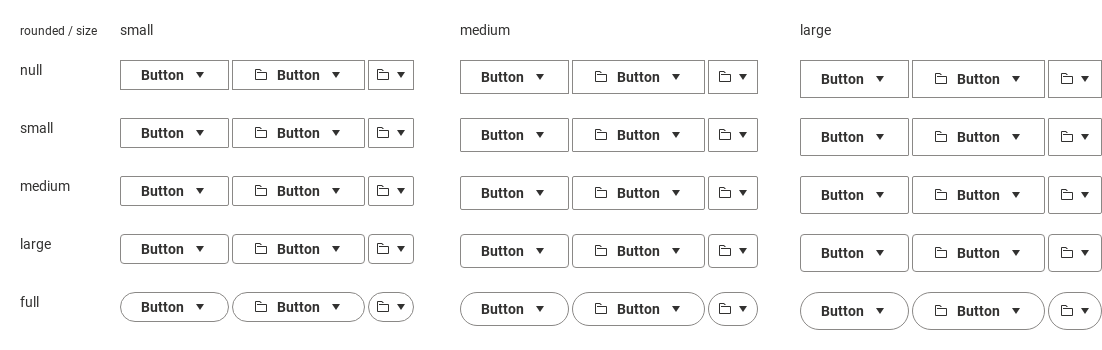 rounded / size small medium large
null Button Button Button Button Button Button
small Button Button Button Button Button Button
medium Button Button Button Button Button Button
large Button Button Button Button Button Button
full Button Button Button Button Button Button